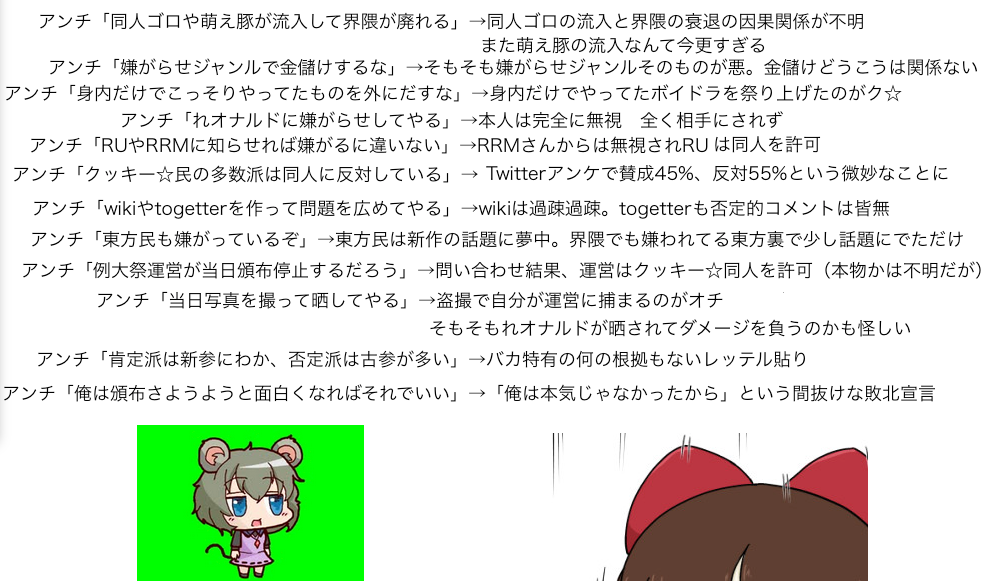 アンチ「同人ゴロや萌え豚が流入して界隈が廃れる」→同人ゴロの流入と界隈の衰退の因果関係が不明
また萌え豚の流入なんて今更すぎる
アンチ「嫌がらせジャンルで金儲けするな」→そもそも嫌がらせジャンルそのものが悪。金儲けどうこうは関係ない
アンチ「身内だけでこっそりやってたものを外にだすな」→身内だけでやってたボイドラを祭り上げたのがク☆
アンチ「れオナルドに嫌がらせしてやる」→本人は完全に無視　全く相手にされず
アンチ「RUやRRMに知らせれば嫌がるに違いない」→RRMさんからは無視されRUは同人を許可
アンチ「クッキー☆民の多数派は同人に反対している」→ Twitterアンケで賛成45%、反対55%という微妙なことに
アンチ「wikiやtogetterを作って問題を広めてやる」→wikiは過疎過疎。togetterも否定的コメントは皆無
アンチ「東方民も嫌がっているぞ」→東方民は新作の話題に夢中。界隈でも嫌われてる東方裏で少し話題にでただけ
アンチ「例大祭運営が当日頒布停止するだろう」→問い合わせ結果、運営はクッキー☆同人を許可（本物かは不明だが）
アンチ「当日写真を撮って晒してやる」→盗撮で自分が運営に捕まるのがオチ
そもそもれオナルドが晒されてダメージを負うのかも怪しい
アンチ「肯定派は新参にわか、否定派は古参が多い」→バカ特有の何の根拠もないレッテル貼り
アンチ「俺は頒布さようようと面白くなればそれでいい」→「俺は本気じゃなかったから」という間抜けな敗北宣言